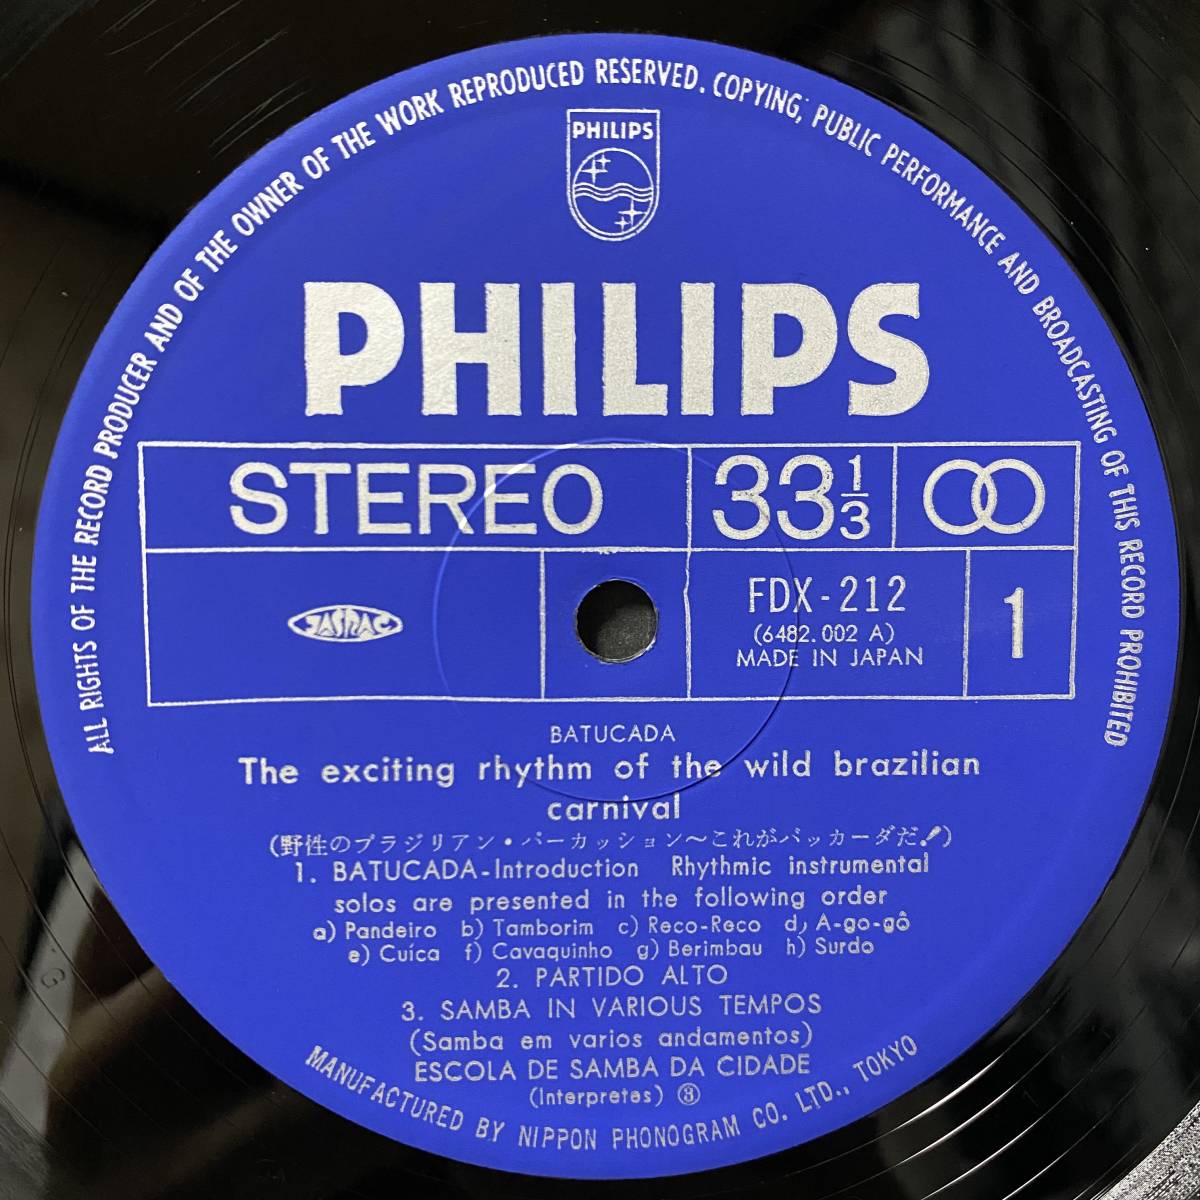 ALL RIGHTS OF THE RECORD PRODUCER AND OF THE OWNER OF THE WORK REPRODUCED RESERVED. COPYING, PUBLIC PERFORMANCE AND BROADCASTING OF THIS RECORD PROHIBITED
PHILIPS
PHILIPS
STEREO 33 1/3
JASRAC FDX-212 1
(6482.002 A)
MADE IN JAPAN
BATUCADA
The exciting rhythm of the wild brazilian
carnival
(野性のブラジリアン・パーカッション〜これがバッカーダだ!)
1. BATUCADA-Introduction Rhythmic instrumental
solos are presented in the following order
a) Pandeiro b) Tamborim c) Reco-Reco d, A-go-gô
e) Cuíca f) Cavaquinho g) Berimbau h) Surdo
2. PARTIDO ALTO
3. SAMBA IN VARIOUS TEMPOS
(Samba em varios andamentos)
ESCOLA DE SAMBA DA CIDADE
(Interpretes) ③
MANUFACTURED BY NIPPON PHONOGRAM CO. LTD., TOKYO
G